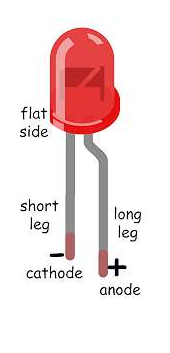 flat
side
short
leg
long
leg
-
+
cathode
anode